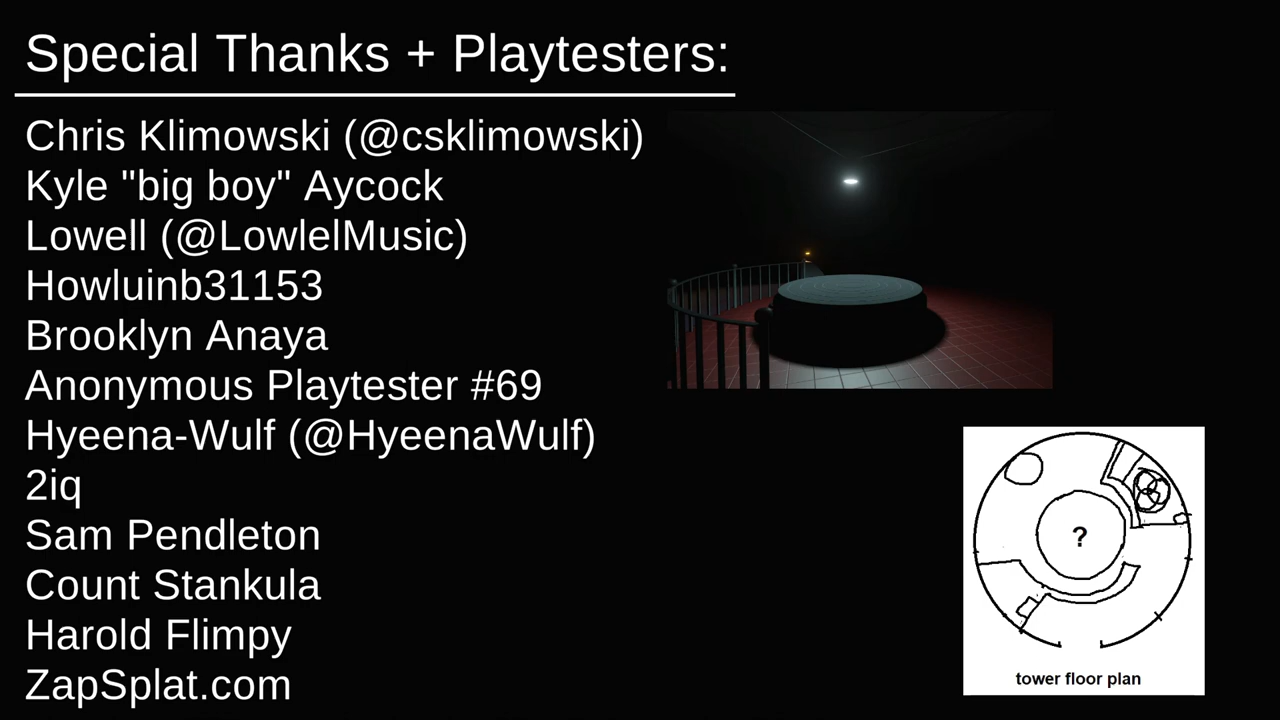 Special Thanks + Playtesters:
Chris Klimowski (@csklimowski)
Kyle "big boy" Aycock
Lowell (@LowlelMusic)
Howluinb31153
Brooklyn Anaya
Anonymous Playtester #69
Hyeena-Wulf (@HyeenaWulf)
2iq
Sam Pendleton
Count Stankula
Harold Flimpy
ZapSplat.com
?
tower floor plan